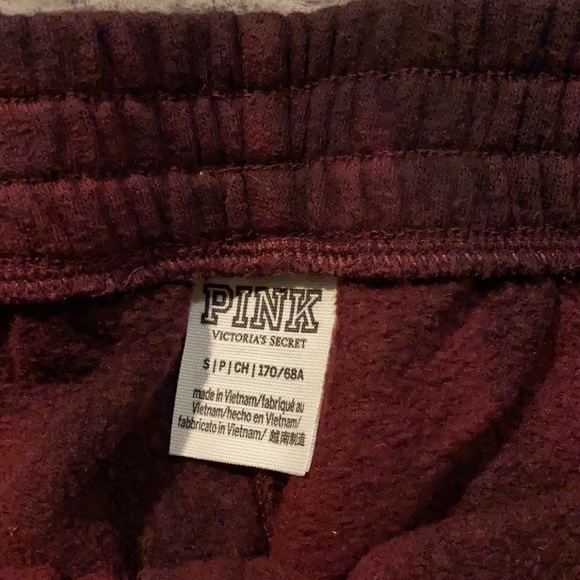 PINK
VICTORIA'S SECRET
S | P | CH | 170/68A
made in Vietnam/fabriqué au
Vietnam/hecho en Vietnam/
fabbricato in Vietnam/ 越南制造